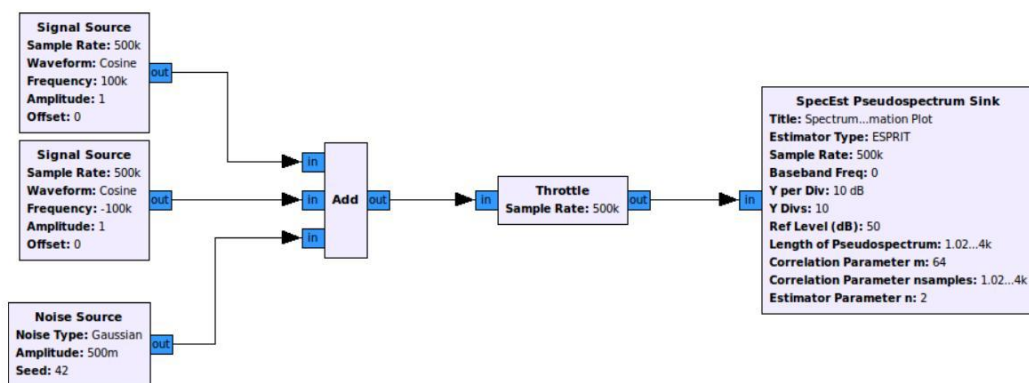 Signal Source
Sample Rate: 500k
Waveform: Cosine
Frequency: 100k
Amplitude: 1
Offset: 0
out
Signal Source
Sample Rate: 500k
Waveform: Cosine
Frequency: -100k
Amplitude: 1
Offset: 0
out
Noise Source
Noise Type: Gaussian
Amplitude: 500m
Seed: 42
out
in
in
in
Add
out
in
Throttle
Sample Rate: 500k
out
in
SpecEst Pseudospectrum Sink
Title: Spectrum...mation Plot
Estimator Type: ESPRIT
Sample Rate: 500k
Baseband Freq: 0
Y per Div: 10 dB
Y Divs: 10
Ref Level (dB): 50
Length of Pseudospectrum: 1.02...4k
Correlation Parameter m: 64
Correlation Parameter nsamples: 1.02...4k
Estimator Parameter n: 2